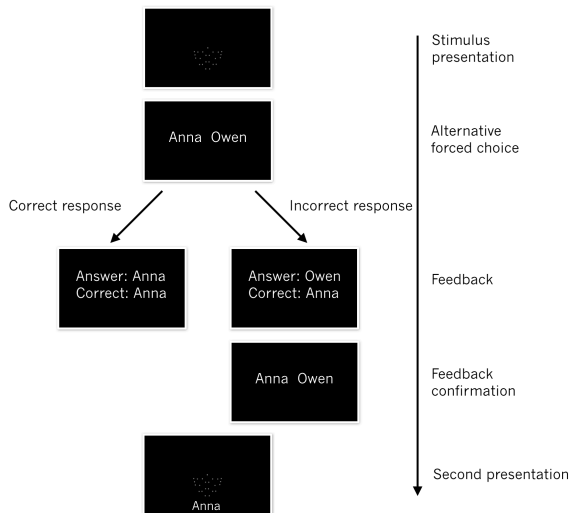 Stimulus
presentation
Anna Owen
Alternative
forced choice
Correct response
Incorrect response
Answer: Anna
Correct: Anna
Answer: Owen
Correct: Anna
Feedback
Anna Owen
Feedback
confirmation
Second presentation
Anna